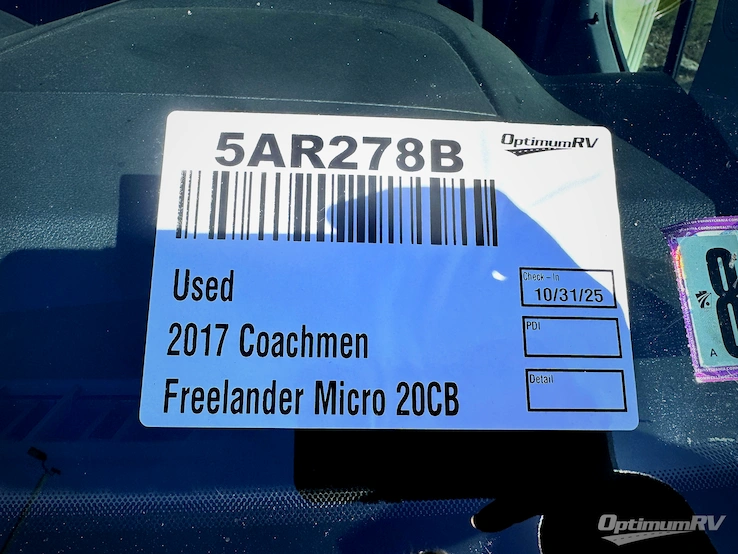 5AR278B
OptimumRV
Used
2017 Coachmen
Freelander Micro 20CB
Check – In
10/31/25
PDI
Detail
A
OptimumRV